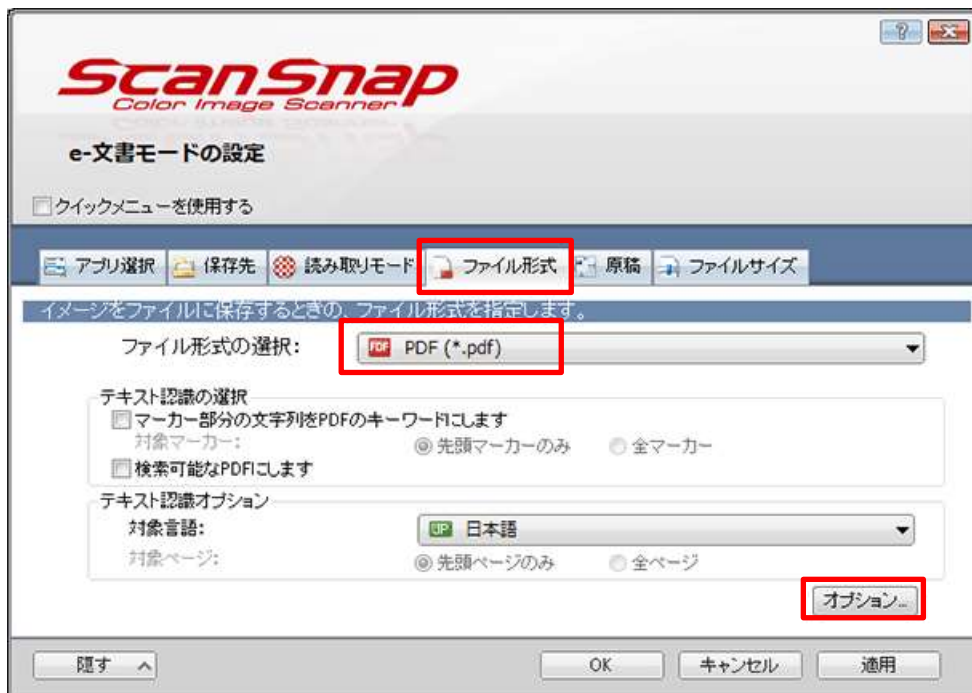 ScanSnap
Color Image Scanner
e-文書モードの設定
クイックメニューを使用する
アプリ選択 保存先 読み取りモード ファイル形式 原稿 ファイルサイズ
イメージをファイルに保存するときの、ファイル形式を指定します。
ファイル形式の選択: PDF PDF (*.pdf)
テキスト認識の選択
マーカー部分の文字列をPDFのキーワードにします
対象マーカー: 先頭マーカーのみ 全マーカー
検索可能なPDFにします
テキスト認識オプション
対象言語: JP 日本語
対象ページ: 先頭ページのみ 全ページ
オプション...
隠す OK キャンセル 適用